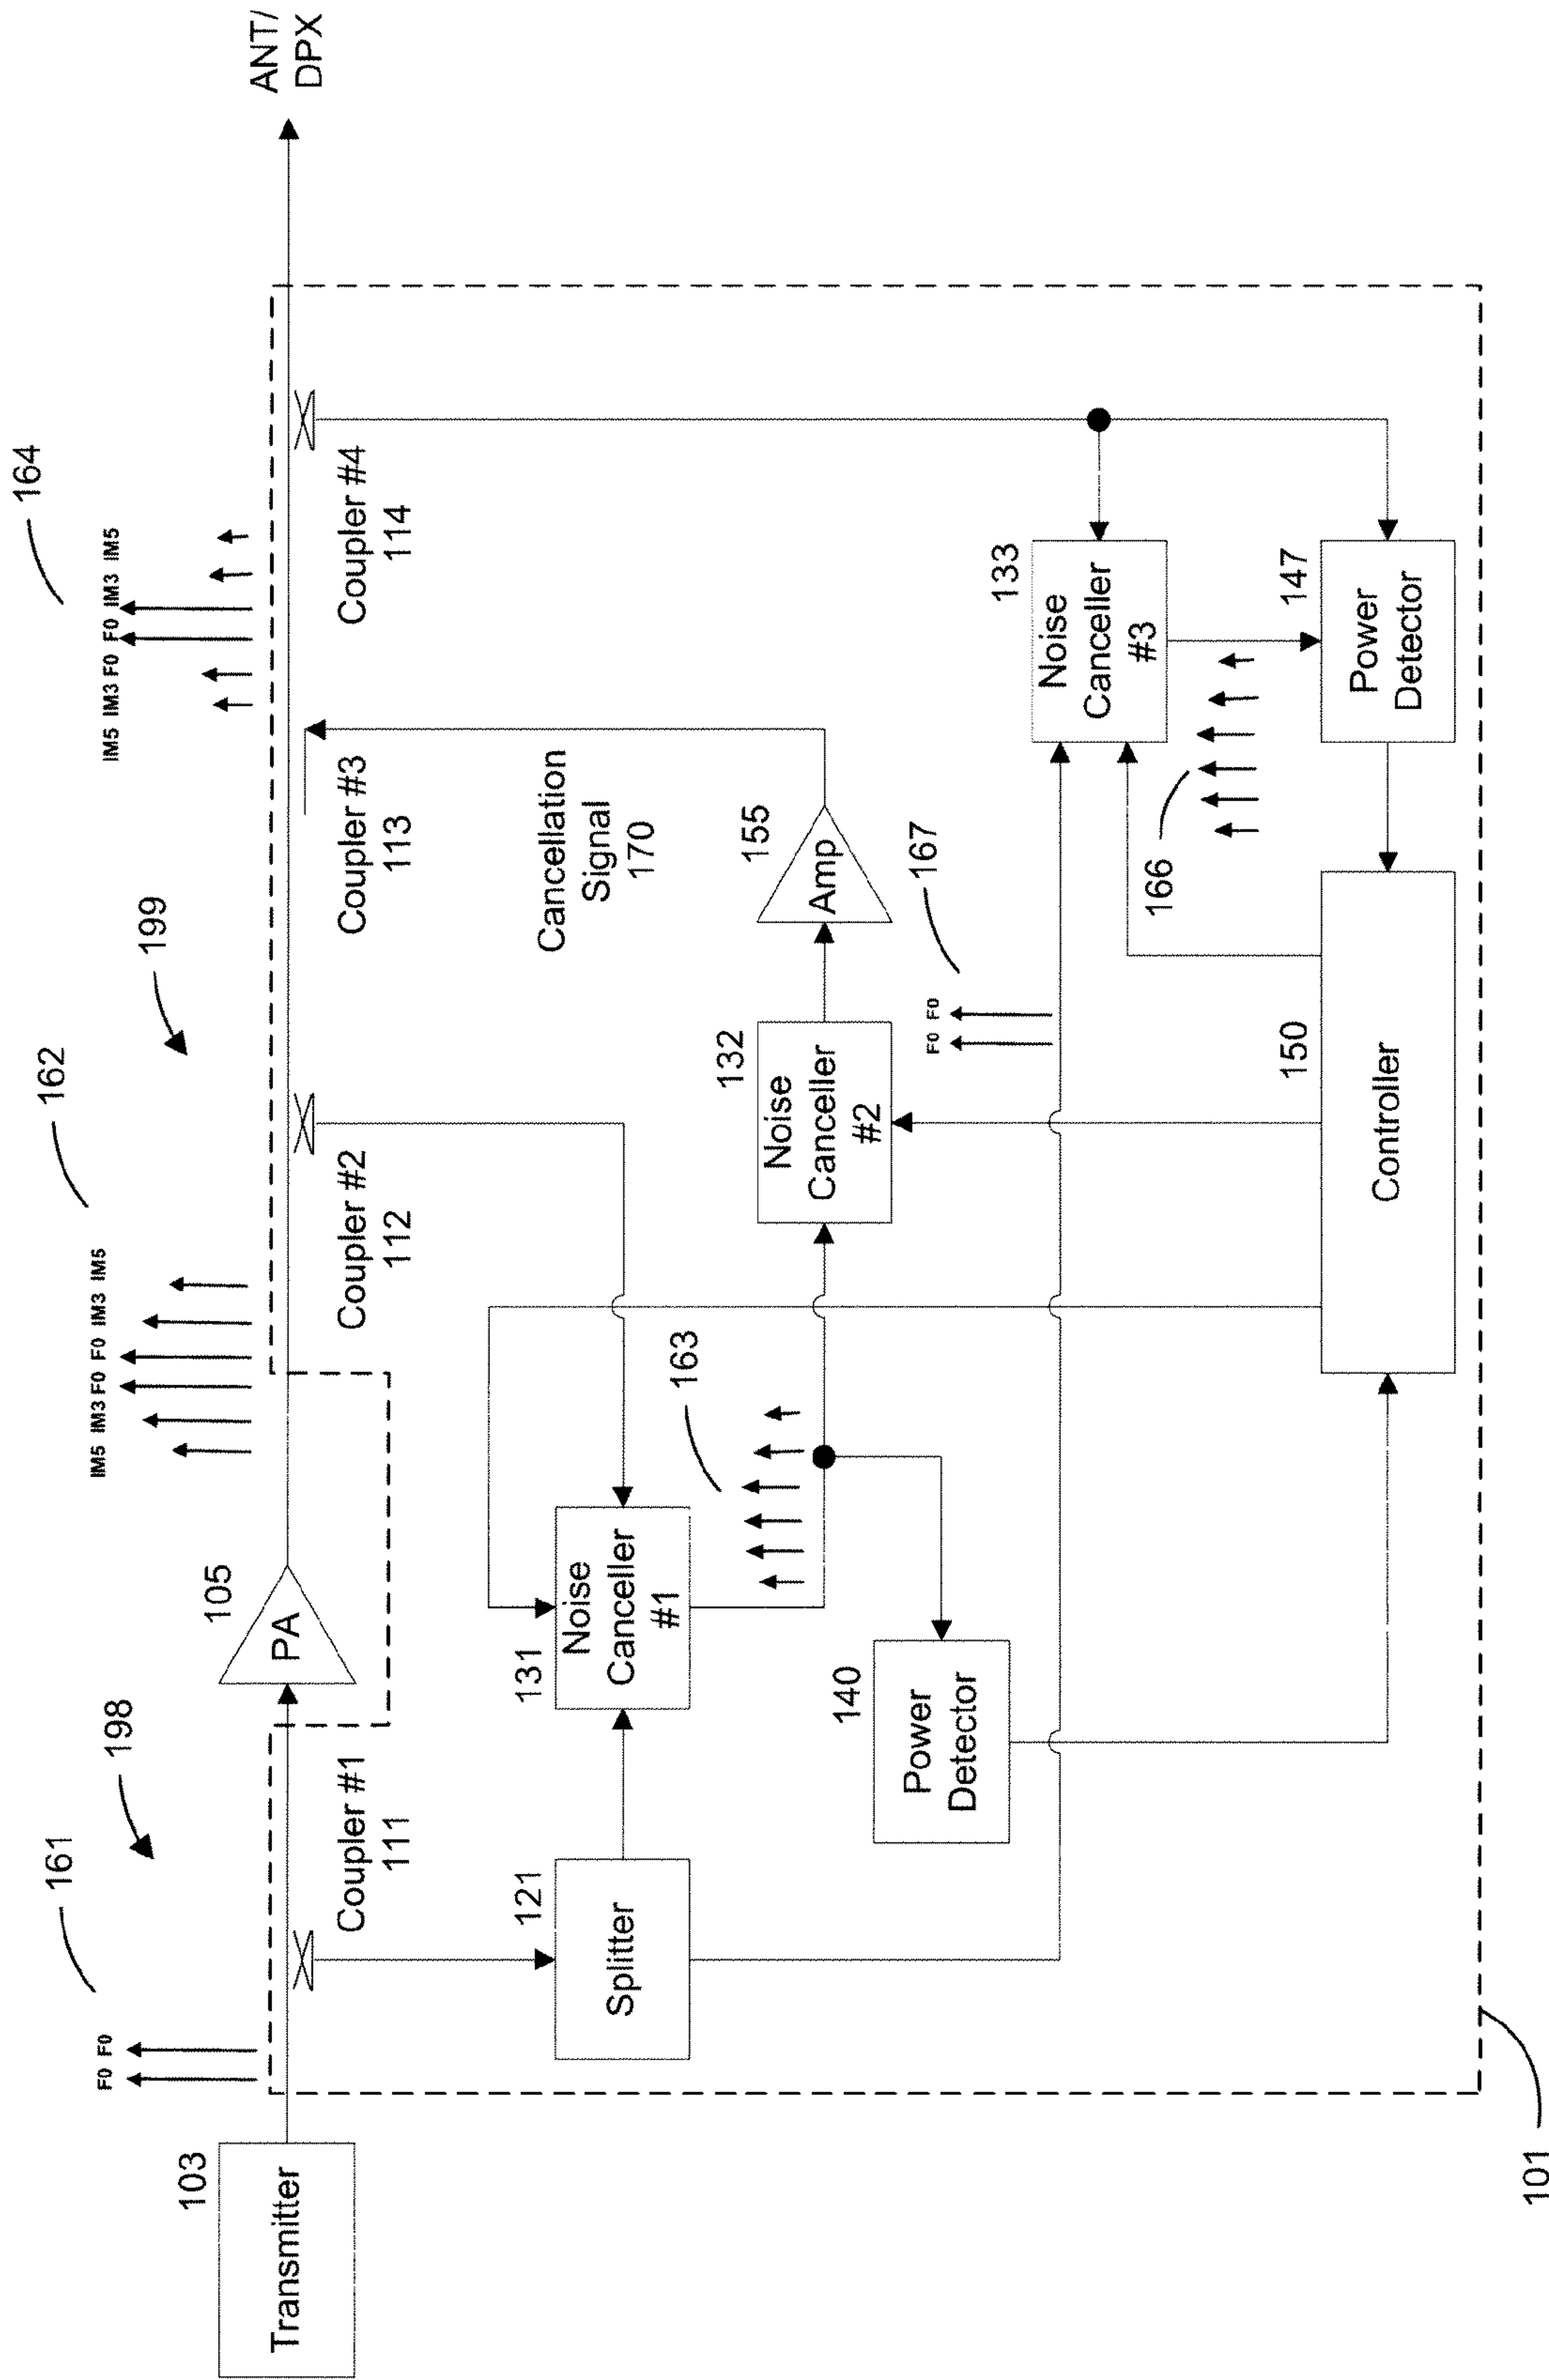 161
198
162
199
164
F0 F0
IM5 IM3 F0 F0 IM3 IM5
IM5 IM3 F0 F0 IM3 IM5
103
Transmitter
105
PA
ANT/
DPX
Coupler #1
111
Coupler #2
112
Coupler #3
113
Coupler #4
114
121
Splitter
131
Noise
Canceller
#1
163
Cancellation
Signal
170
132
Noise
Canceller
#2
155
Amp
140
Power
Detector
F0 F0
167
133
Noise
Canceller
#3
166
150
Controller
147
Power
Detector
101